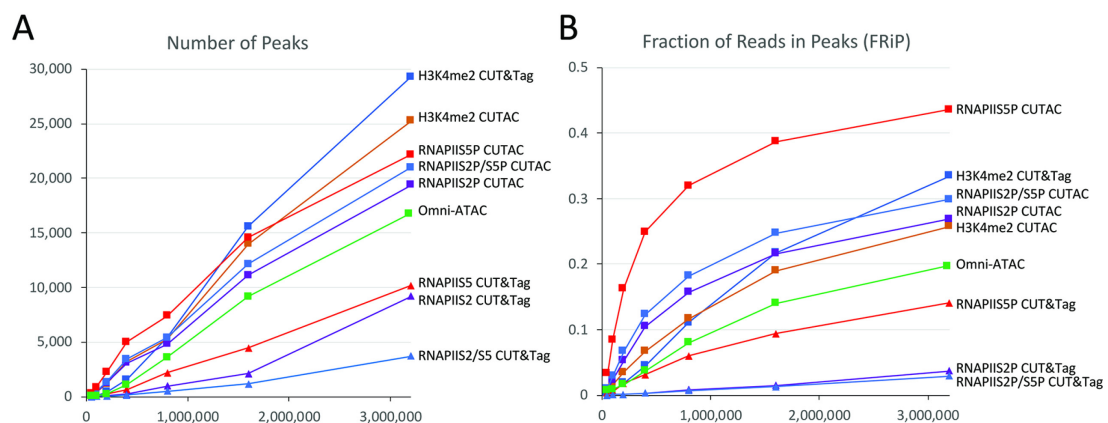 A
Number of Peaks
30,000
25,000
20,000
15,000
10,000
5,000
0
0
1,000,000
2,000,000
3,000,000
H3K4me2 CUT&Tag
H3K4me2 CUTAC
RNAPIIS5P CUTAC
RNAPIIS2P/S5P CUTAC
RNAPIIS2P CUTAC
Omni-ATAC
RNAPIIS5 CUT&Tag
RNAPIIS2 CUT&Tag
RNAPIIS2/S5 CUT&Tag
B
Fraction of Reads in Peaks (FRiP)
0.5
0.4
0.3
0.2
0.1
0
0
1,000,000
2,000,000
3,000,000
RNAPIIS5P CUTAC
H3K4me2 CUT&Tag
RNAPIIS2P/S5P CUTAC
RNAPIIS2P CUTAC
H3K4me2 CUTAC
Omni-ATAC
RNAPIIS5P CUT&Tag
RNAPIIS2P CUT&Tag
RNAPIIS2P/S5P CUT&Tag